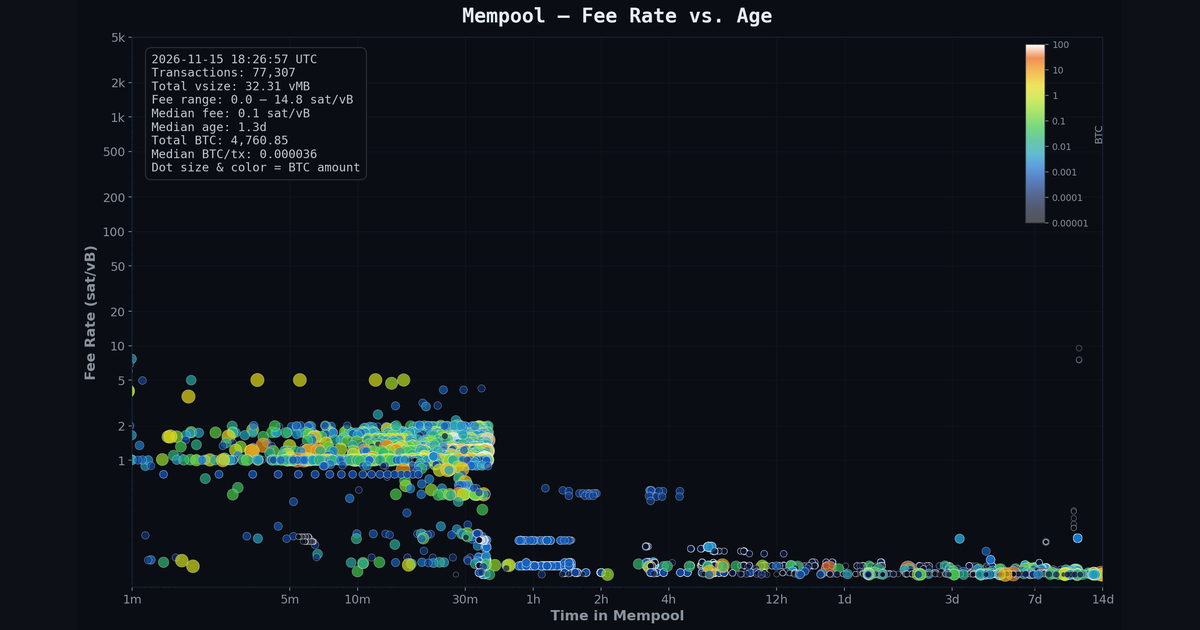 Mempool — Fee Rate vs. Age
2026-11-15 18:26:57 UTC
Transactions: 77,307
Total vsize: 32.31 vMB
Fee range: 0.0 — 14.8 sat/vB
Median fee: 0.1 sat/vB
Median age: 1.3d
Total BTC: 4,760.85
Median BTC/tx: 0.000036
Dot size & color = BTC amount
100
10
1
0.1
0.01
0.001
0.0001
0.00001
BTC
Fee Rate (sat/vB)
5k
2k
1k
500
200
100
50
20
10
5
2
1
1m 5m 10m 30m 1h 2h 4h 12h 1d 3d 7d 14d
Time in Mempool